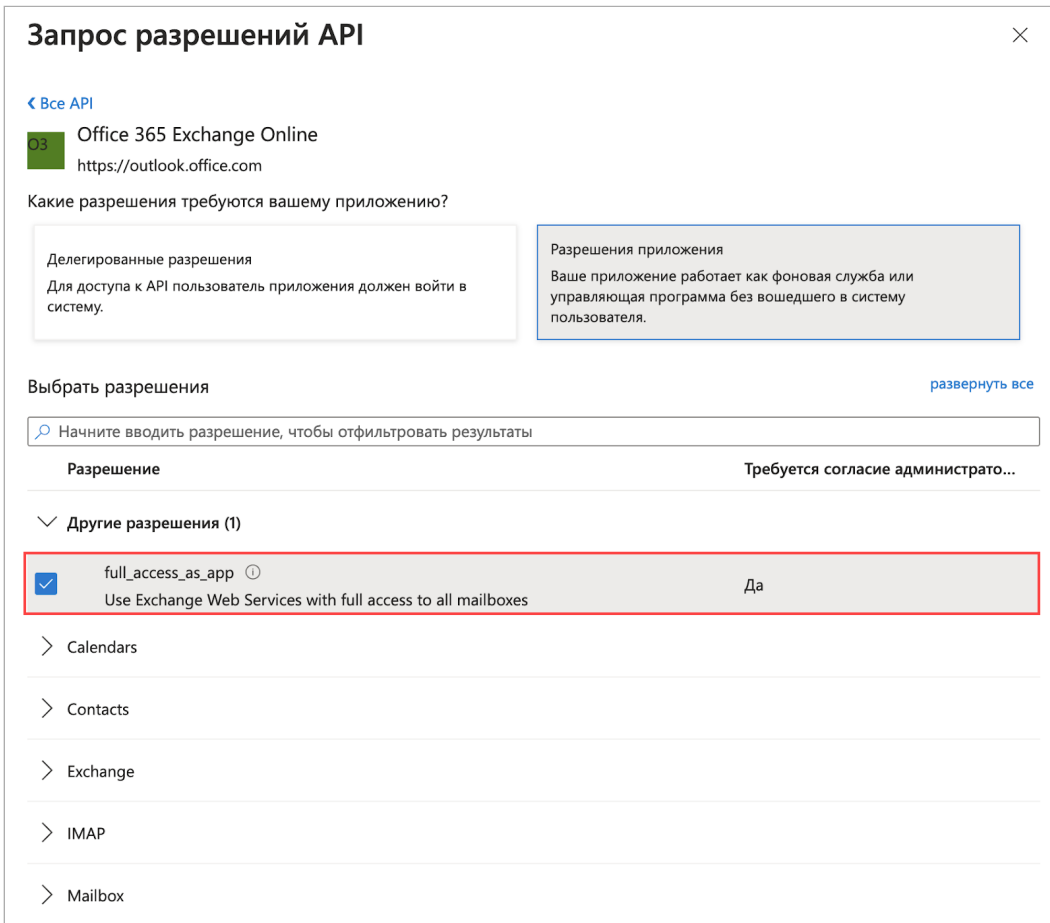 Запрос разрешений API
Все API
O3
Office 365 Exchange Online
https://outlook.office.com
Какие разрешения требуются вашему приложению?
Делегированные разрешения
Для доступа к API пользователь приложения должен войти в
систему.
Разрешения приложения
Ваше приложение работает как фоновая служба или
управляющая программа без вошедшего в систему
пользователя.
Выбрать разрешения
развернуть все
Начните вводить разрешение, чтобы отфильтровать результаты
Разрешение
Требуется согласие администрато...
Другие разрешения (1)
full_access_as_app
Use Exchange Web Services with full access to all mailboxes
Да
Calendars
Contacts
Exchange
IMAP
Mailbox